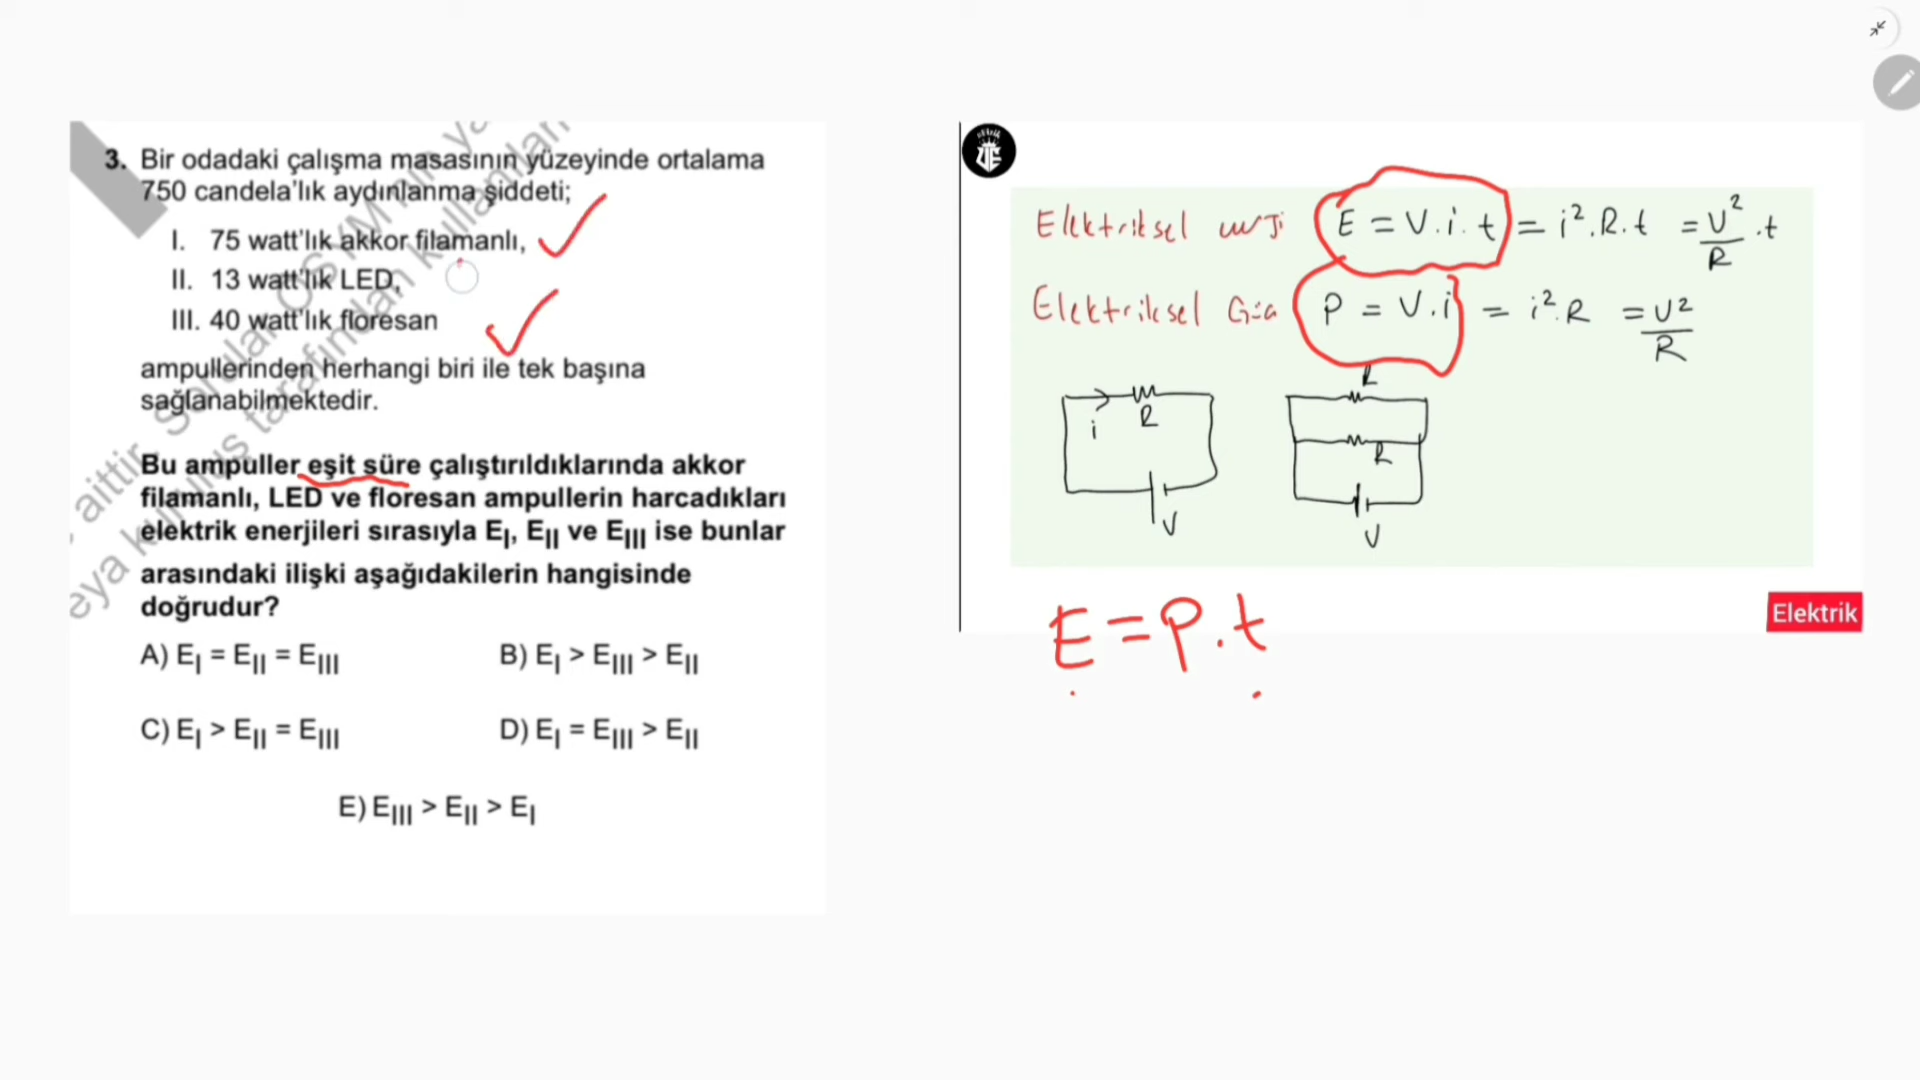 3. Bir odadaki çalışma masasının yüzeyinde ortalama
750 candela'lık aydınlanma şiddeti;
I. 75 watt'lık akkor filamanlı,
II. 13 watt'lık LED,
III. 40 watt'lık floresan
ampullerinden herhangi biri ile tek başına
sağlanabilmektedir.
Bu ampuller eşit süre çalıştırıldıklarında akkor
filamanlı, LED ve floresan ampullerin harcadıkları
elektrik enerjileri sırasıyla E_I, E_II ve E_III ise bunlar
arasındaki ilişki aşağıdakilerin hangisinde
doğrudur?
A) E_I = E_II = E_III
B) E_I > E_III > E_II
C) E_I > E_II = E_III
D) E_I = E_III > E_II
E) E_III > E_II > E_I
Elektriksel E = V.i.t = i².R.t = V²/R .t
Elektriksel P = V.i = i².R = V²/R
i R V
R R V
E = P.t
Elektrik